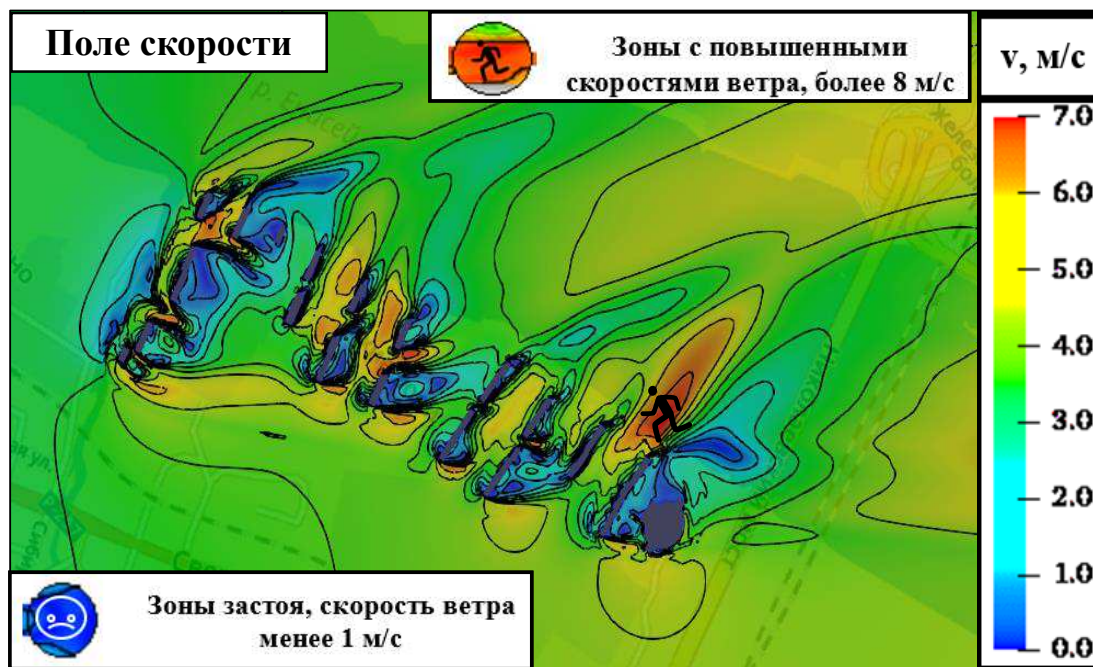 Поле скорости
Зоны с повышенными
скоростями ветра, более 8 м/с
v, м/с
7.0
6.0
5.0
4.0
3.0
2.0
1.0
0.0
р. Енисей
Зоны застоя, скорость ветра
менее 1 м/с